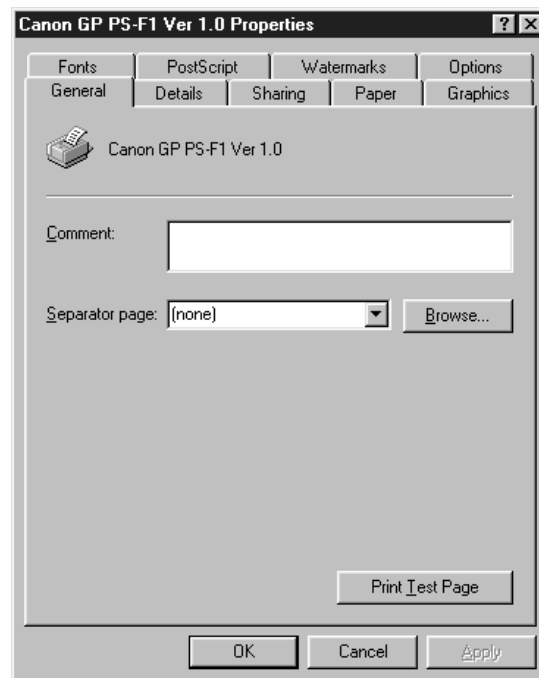 Canon GP PS-F1 Ver 1.0 Properties
Fonts PostScript Watermarks Options
General Details Sharing Paper Graphics
Canon GP PS-F1 Ver 1.0
Comment:
Separator page: (none) Browse...
Print Test Page
OK Cancel Apply